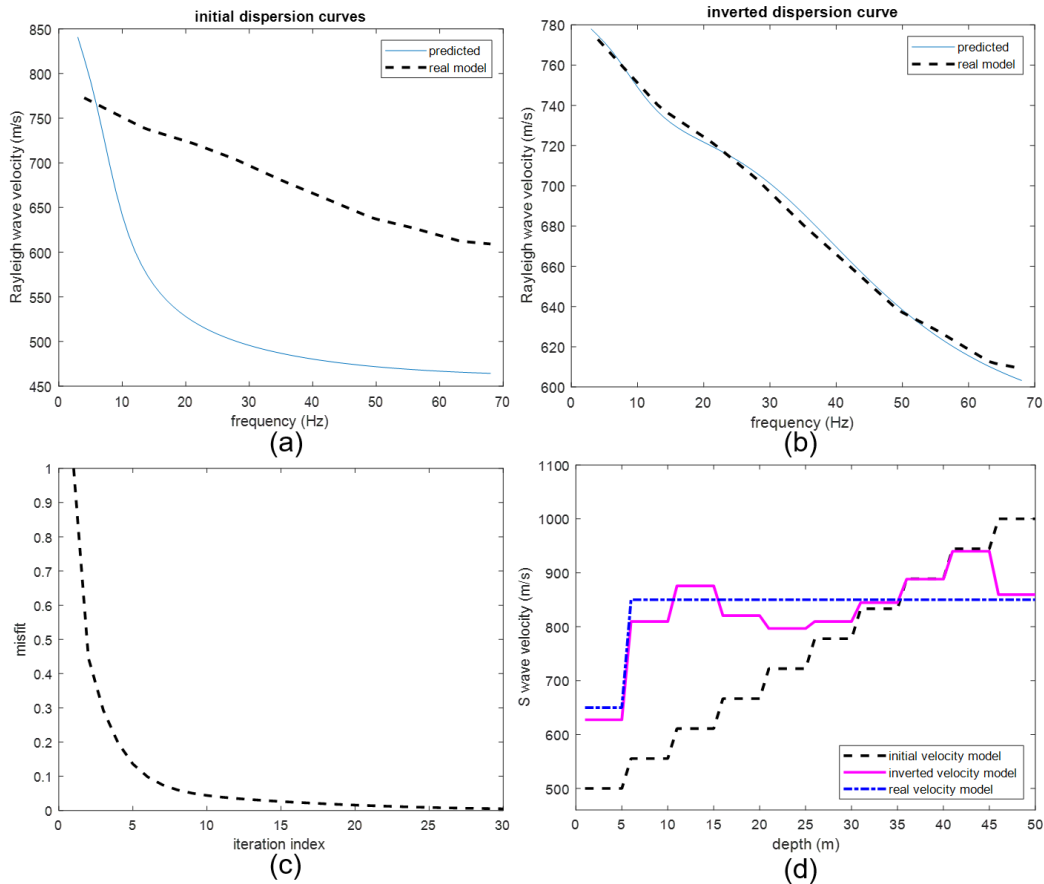 initial dispersion curves
850
800
750
700
650
600
550
500
450
0 10 20 30 40 50 60 70
Rayleigh wave velocity (m/s)
frequency (Hz)
predicted
real model
(a)
inverted dispersion curve
780
760
740
720
700
680
660
640
620
600
0 10 20 30 40 50 60 70
Rayleigh wave velocity (m/s)
frequency (Hz)
predicted
real model
(b)
1
0.9
0.8
0.7
0.6
0.5
0.4
0.3
0.2
0.1
0
0 5 10 15 20 25 30
misfit
iteration index
(c)
1100
1000
900
800
700
600
500
0 5 10 15 20 25 30 35 40 45 50
S wave velocity (m/s)
depth (m)
initial velocity model
inverted velocity model
real velocity model
(d)